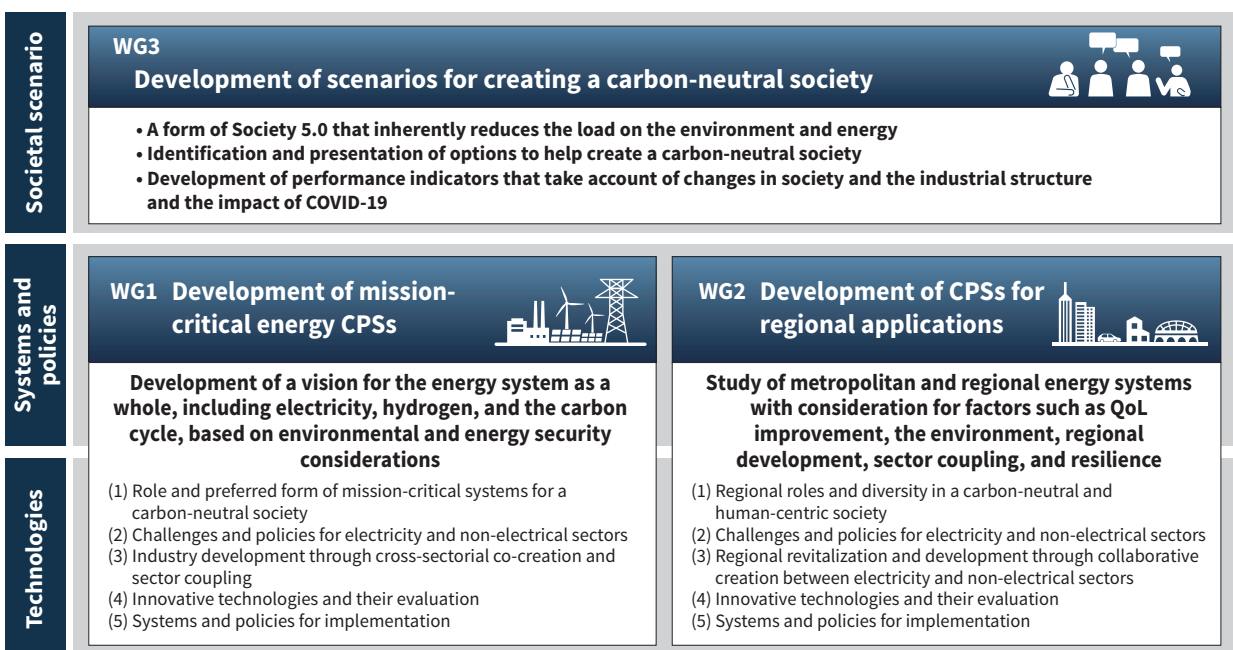 Societal scenario
WG3
Development of scenarios for creating a carbon-neutral society
• A form of Society 5.0 that inherently reduces the load on the environment and energy
• Identification and presentation of options to help create a carbon-neutral society
• Development of performance indicators that take account of changes in society and the industrial structure
and the impact of COVID-19
Systems and
policies
WG1 Development of mission-
critical energy CPSs
Development of a vision for the energy system as a
whole, including electricity, hydrogen, and the carbon
cycle, based on environmental and energy security
considerations
(1) Role and preferred form of mission-critical systems for a
carbon-neutral society
(2) Challenges and policies for electricity and non-electrical sectors
(3) Industry development through cross-sectorial co-creation and
sector coupling
(4) Innovative technologies and their evaluation
(5) Systems and policies for implementation
WG2 Development of CPSs for
regional applications
Study of metropolitan and regional energy systems
with consideration for factors such as QoL
improvement, the environment, regional
development, sector coupling, and resilience
(1) Regional roles and diversity in a carbon-neutral and
human-centric society
(2) Challenges and policies for electricity and non-electrical sectors
(3) Regional revitalization and development through collaborative
creation between electricity and non-electrical sectors
(4) Innovative technologies and their evaluation
(5) Systems and policies for implementation
Technologies